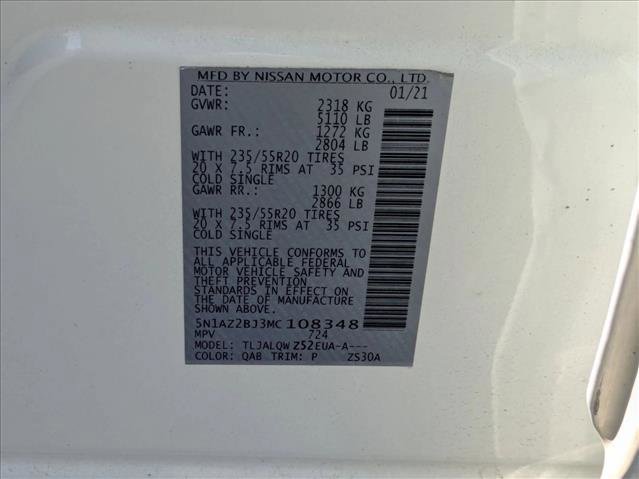 MFD BY NISSAN MOTOR CO., LTD.
DATE: 01/21
GVWR: 2318 KG
5110 LB
GAWR FR.: 1272 KG
2804 LB
WITH 235/55R20 TIRES
20 X 7.5 RIMS AT 35 PSI
COLD SINGLE
GAWR RR.: 1300 KG
2866 LB
WITH 235/55R20 TIRES
20 X 7.5 RIMS AT 35 PSI
COLD SINGLE
THIS VEHICLE CONFORMS TO
ALL APPLICABLE FEDERAL
MOTOR VEHICLE SAFETY AND
THEFT PREVENTION
STANDARDS IN EFFECT ON
THE DATE OF MANUFACTURE
SHOWN ABOVE.
5N1AZ2BJ3MC108348
MPV 724
MODEL: TLJALQW Z52EUA-A---
COLOR: QAB TRIM: P ZS30A